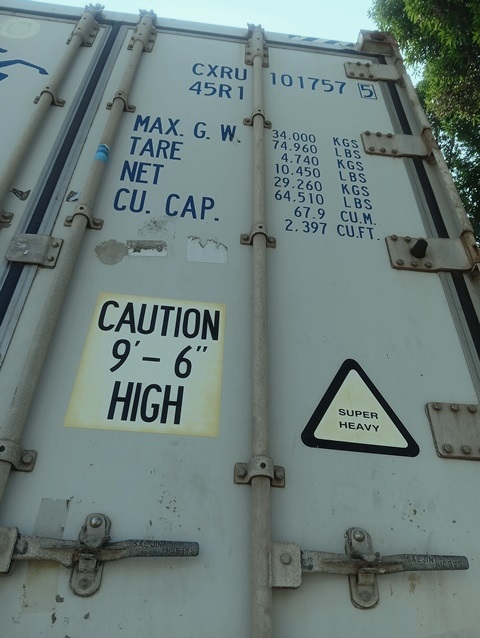 CXRU 101757 5
45R1
MAX. G. W. 34.000 KGS
74.960 LBS
TARE 4.740 KGS
10.450 LBS
NET 29.260 KGS
64.510 LBS
CU. CAP. 67.9 CU.M.
2.397 CU.FT.
CAUTION
9'- 6"
HIGH
SUPER
HEAVY